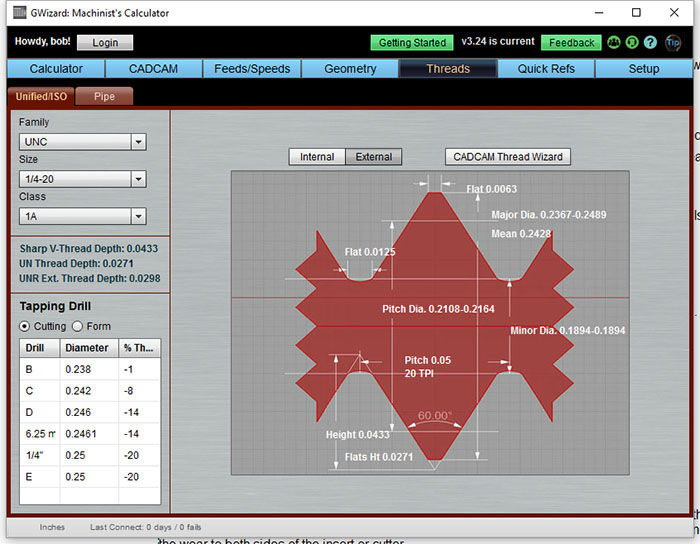 GWizard: Machinist's Calculator
Howdy, bob! Login Getting Started v3.24 is current Feedback Tip
Calculator CADCAM Feeds/Speeds Geometry Threads Quick Refs Setup
Unified/ISO Pipe
Family
UNC
Size
1/4-20
Class
1A
Sharp V-Thread Depth: 0.0433
UN Thread Depth: 0.0271
UNR Ext. Thread Depth: 0.0298
Tapping Drill
Cutting Form
Drill Diameter % Th...
B 0.238 -1
C 0.242 -8
D 0.246 -14
6.25 m 0.2461 -14
1/4" 0.25 -20
E 0.25 -20
Internal External CADCAM Thread Wizard
Flat 0.0063
Major Dia. 0.2367-0.2489
Mean 0.2428
Flat 0.0125
Pitch Dia. 0.2108-0.2164
Minor Dia. 0.1894-0.1894
Pitch 0.05
20 TPI
60.00°
Height 0.0433
Flats Ht 0.0271
Inches Last Connect: 0 days / 0 fails
the wear to both sides of the insert or cutter